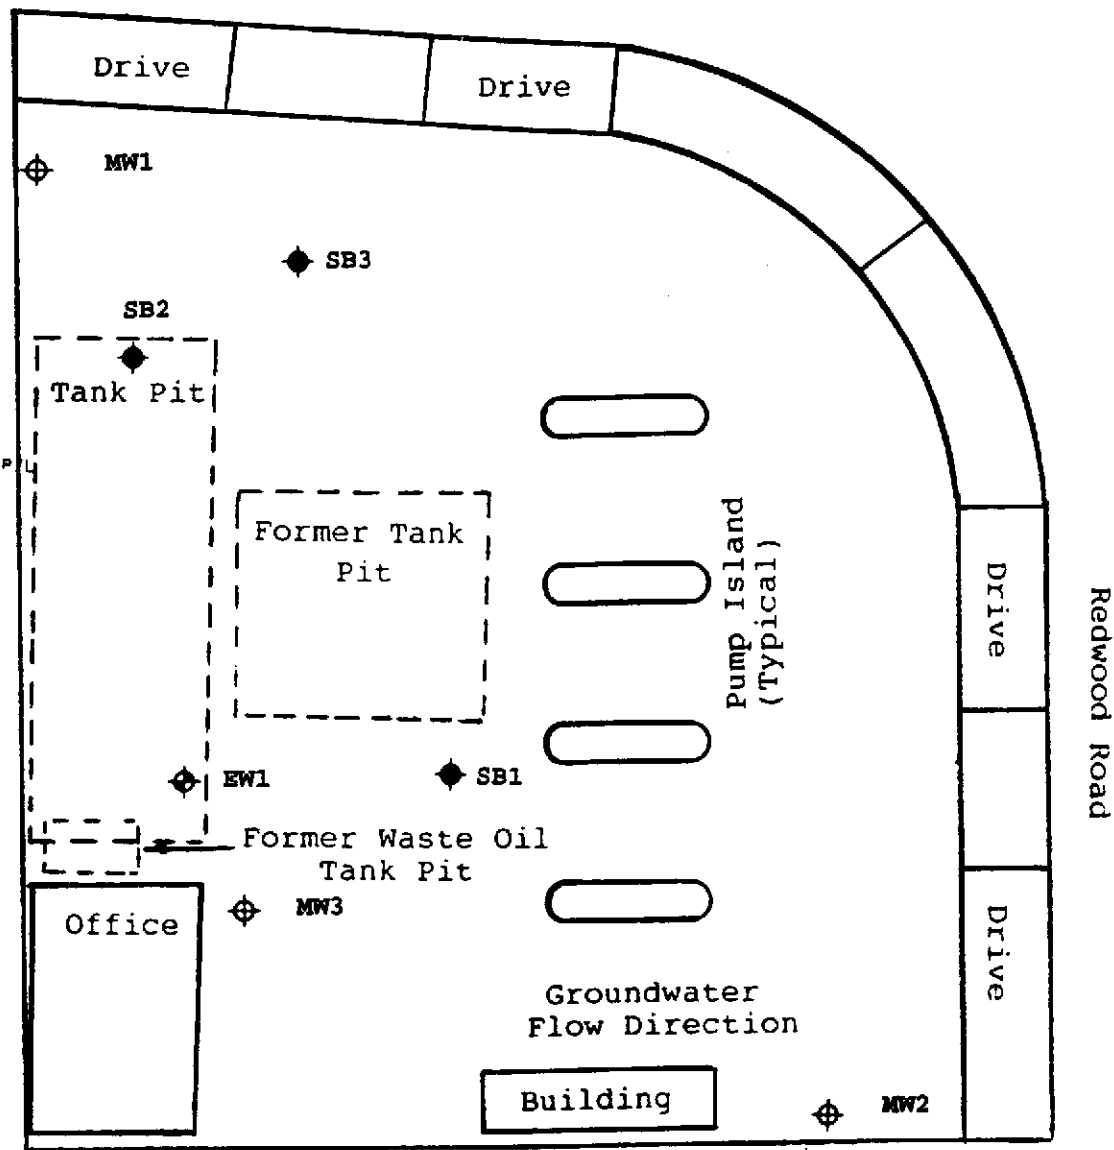 Drive
Drive
MW1
SB3
SB2
Tank Pit
P/L
Former Tank
Pit
Pump Island
(Typical)
Drive
Redwood Road
EW1
SB1
Former Waste Oil
Tank Pit
MW3
Office
Drive
Groundwater
Flow Direction
Building
MW2